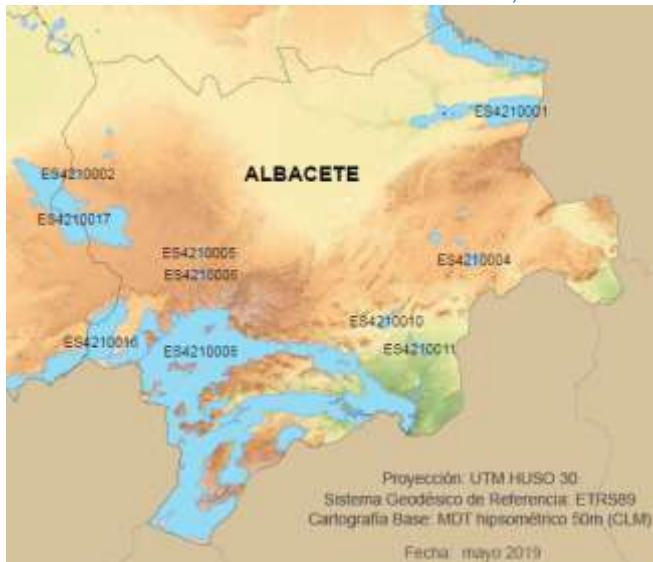 ES4210001
ES4210002
ALBACETE
ES4210017
ES4210005
ES4210006
ES4210004
ES4210010
ES4210016
ES4210008
ES4210011
Proyección: UTM HUSO 30
Sistema Geodésico de Referencia: ETRS89
Cartografía Base: MDT hipsométrico 50m (CLM)
Fecha: mayo 2019